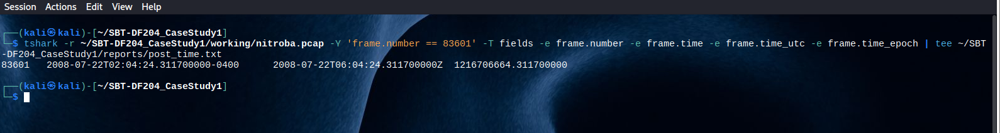 Session Actions Edit View Help
┌──(kali㉿kali)-[~/SBT-DF204_CaseStudy1]
└─$ tshark -r ~/SBT-DF204_CaseStudy1/working/nitroba.pcap -Y 'frame.number == 83601' -T fields -e frame.number -e frame.time -e frame.time_utc -e frame.time_epoch | tee ~/SBT
-DF204_CaseStudy1/reports/post_time.txt
83601 2008-07-22T02:04:24.311700000-0400 2008-07-22T06:04:24.311700000Z 1216706664.311700000
┌──(kali㉿kali)-[~/SBT-DF204_CaseStudy1]
└─$